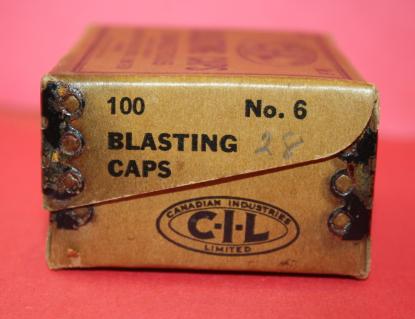 100 No. 6
BLASTING 28
CAPS
CANADIAN INDUSTRIES
C-I-L
LIMITED